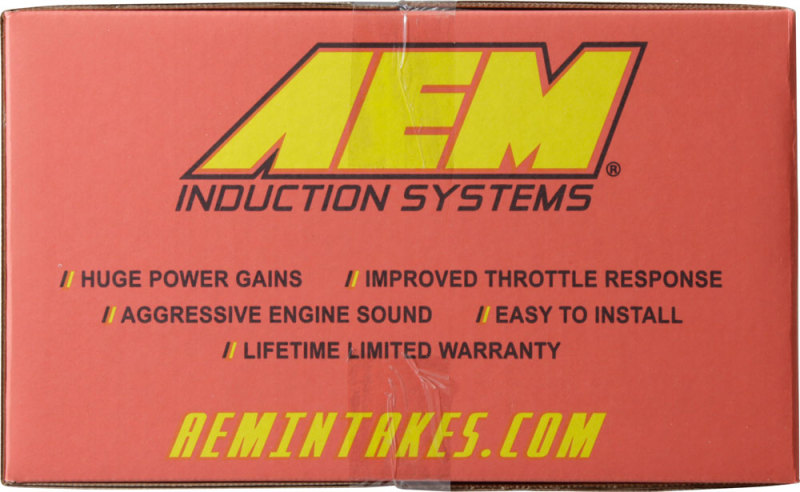 AEM®
INDUCTION SYSTEMS
// HUGE POWER GAINS // IMPROVED THROTTLE RESPONSE
// AGGRESSIVE ENGINE SOUND // EASY TO INSTALL
// LIFETIME LIMITED WARRANTY
AEMINTAKES.COM